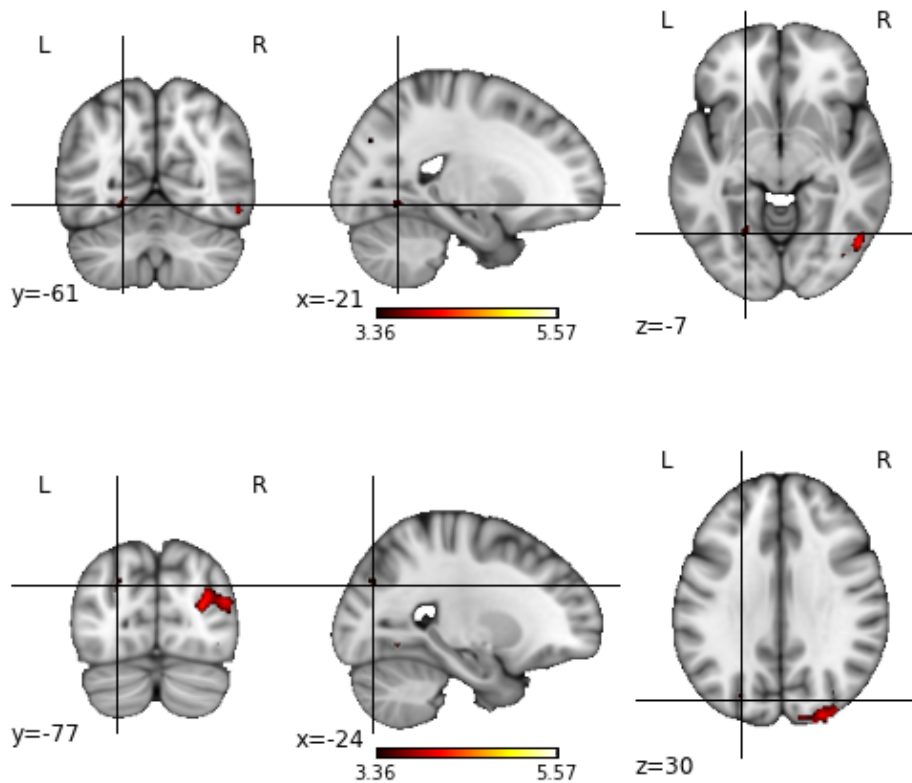 L R L R
y=-61 x=-21 z=-7
3.36 5.57
L R L R
y=-77 x=-24 z=30
3.36 5.57